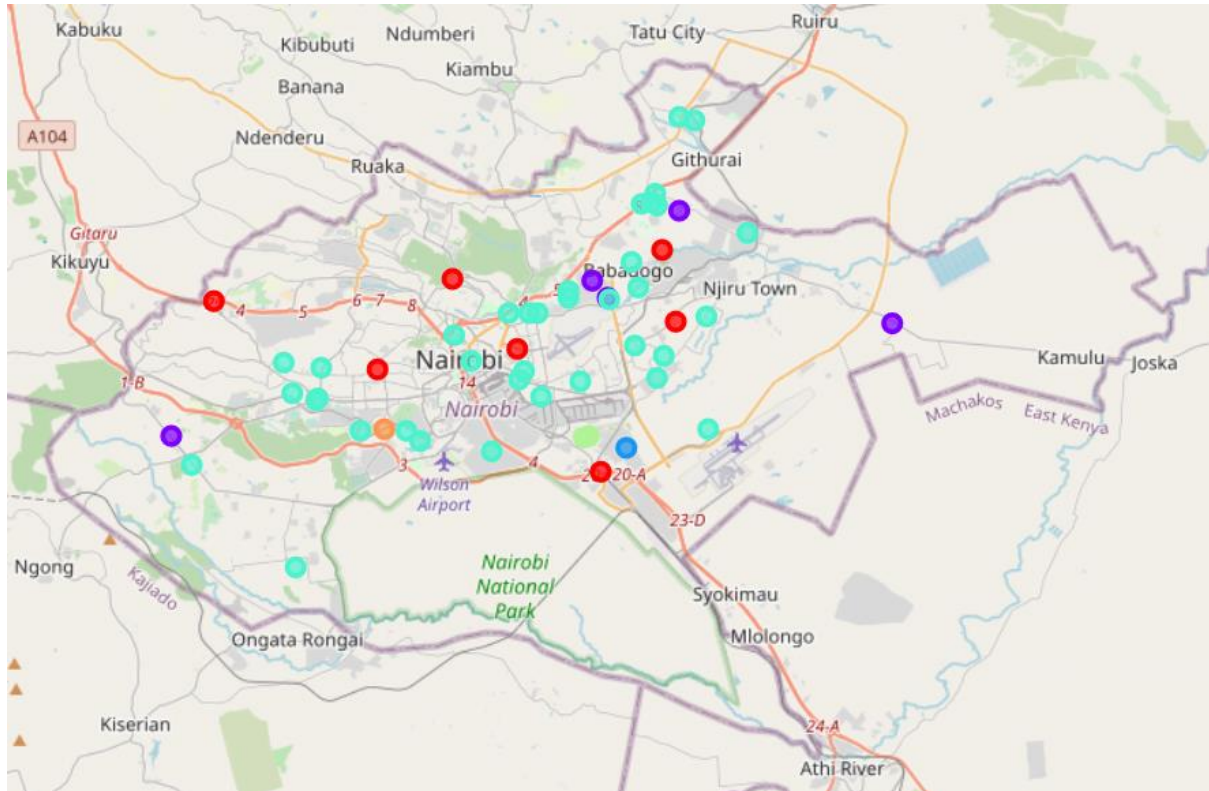 Kabuku
Ndumberi
Tatu City
Ruiru
Kibubuti
Kiambu
Banana
A104
Ndenderu
Ruaka
Githurai
Gitaru
Kikuyu
Njiru Town
4
5
6
7
8
4
Nairobi
Kamulu
Joska
1-B
14
Nairobi
Machakos
East Kenya
3
4
20-A
Wilson
Airport
23-D
Ngong
Kajiado
Nairobi
National
Park
Syokimau
Mlolongo
Ongata Rongai
Kiserian
24-A
Athi River